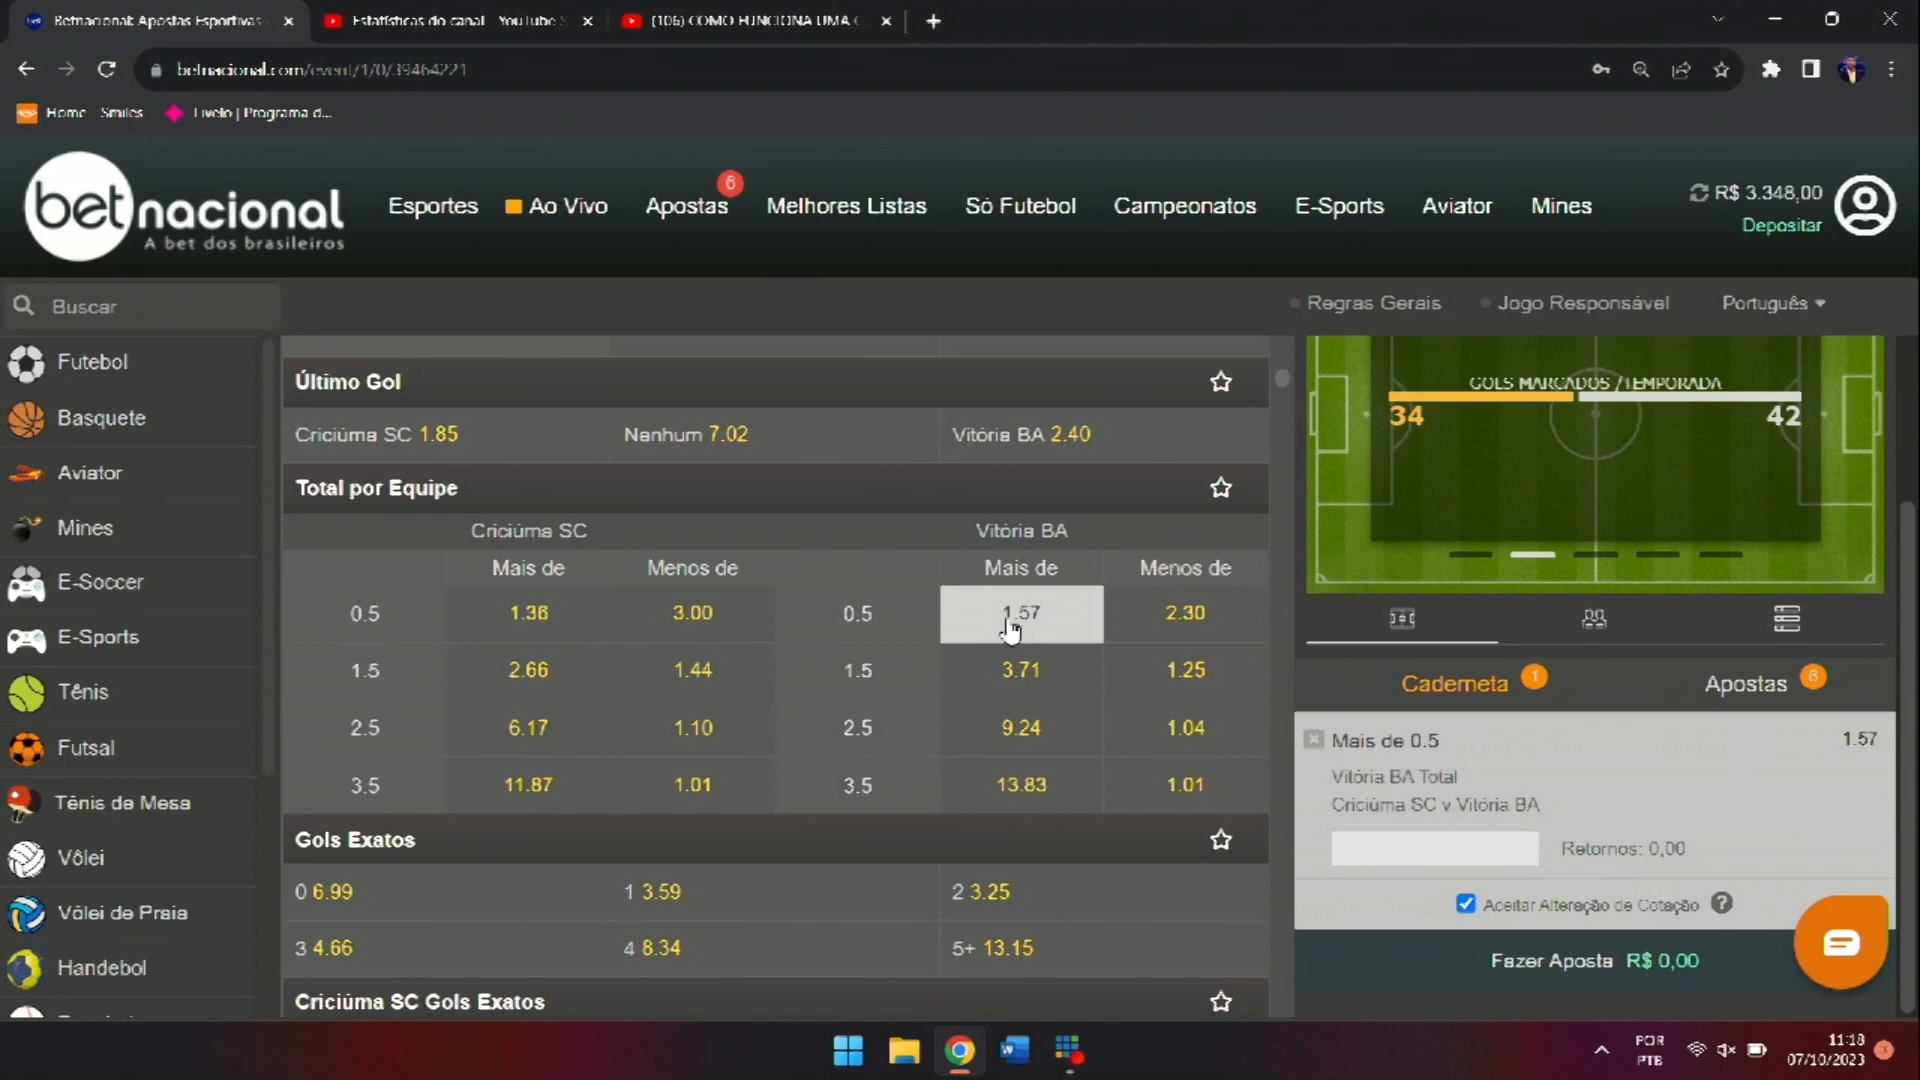 Betnacional: Apostas Esportivas
Estatísticas do canal - YouTube S
(106) COMO FUNCIONA UMA C
betnacional.com/event/1/0/39464221
Home - Smiles
Livelo | Programa d...
betnacional
A bet dos brasileiros
Esportes
Ao Vivo
Apostas
6
Melhores Listas
Só Futebol
Campeonatos
E-Sports
Aviator
Mines
R$ 3.348,00
Depositar
Buscar
Regras Gerais
Jogo Responsável
Português
Futebol
Basquete
Aviator
Mines
E-Soccer
E-Sports
Tênis
Futsal
Tênis de Mesa
Vôlei
Vôlei de Praia
Handebol
Último Gol
Criciúma SC 1.85
Nenhum 7.02
Vitória BA 2.40
Total por Equipe
Criciúma SC
Vitória BA
Mais de
Menos de
Mais de
Menos de
0.5 1.36 3.00 0.5 1.57 2.30
1.5 2.66 1.44 1.5 3.71 1.25
2.5 6.17 1.10 2.5 9.24 1.04
3.5 11.87 1.01 3.5 13.83 1.01
Gols Exatos
0 6.99
1 3.59
2 3.25
3 4.66
4 8.34
5+ 13.15
Criciúma SC Gols Exatos
GOLS MARCADOS /TEMPORADA
34
42
Caderneta 1
Apostas 6
Mais de 0.5
1.57
Vitória BA Total
Criciúma SC v Vitória BA
Retornos: 0,00
Aceitar Alteração de Cotação ?
Fazer Aposta R$ 0,00
POR
PTB
11:18
07/10/2023
3